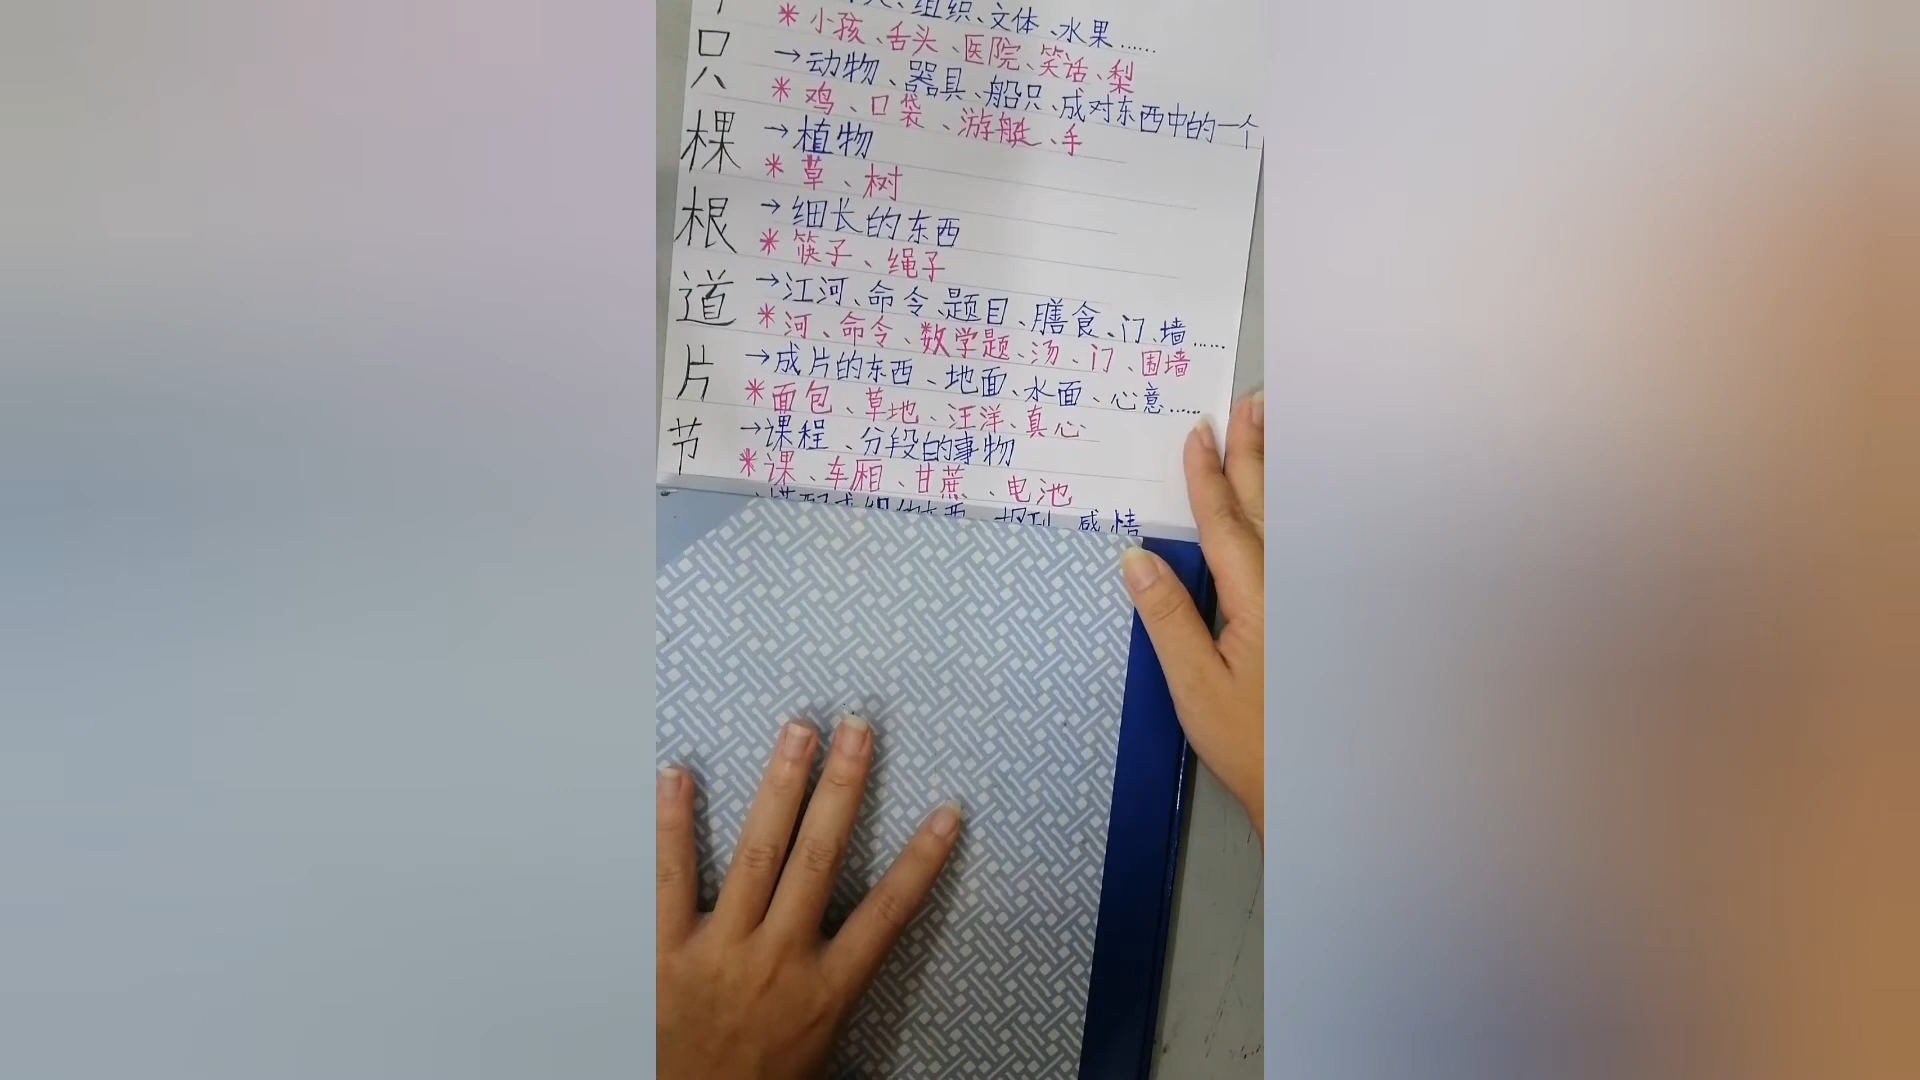 组织、文体、水果……
*小孩、舌头、医院、笑话、梨
只→动物、器具、船只、成对东西中的一个
*鸡、口袋、游艇、手
棵→植物
*草、树
根→细长的东西
*筷子、绳子
道→江河、命令、题目、膳食、门、墙……
*河、命令、数学题、汤、门、围墙
片→成片的东西、地面、水面、心意……
*面包、草地、汪洋、真心
节→课程、分段的事物
*课、车厢、甘蔗、电池
感情